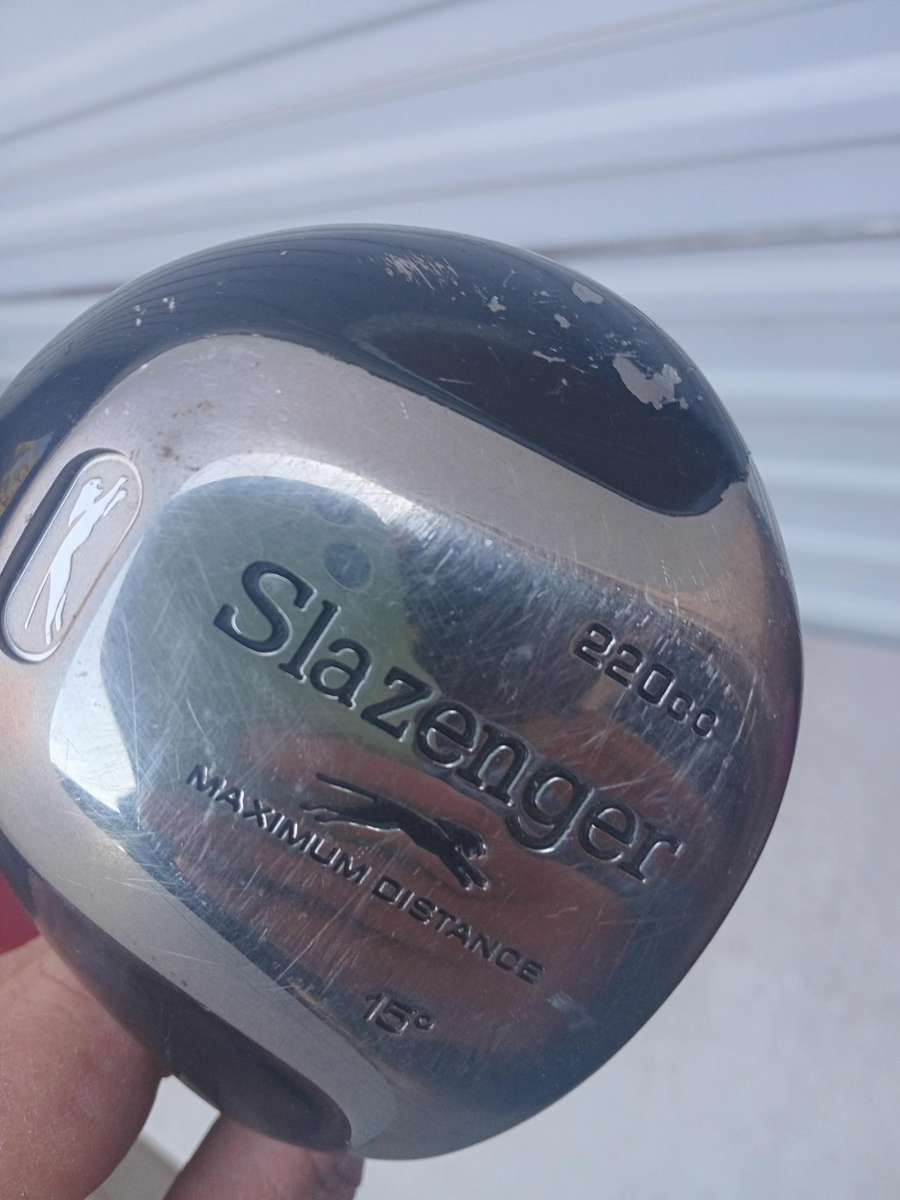 Slazenger
220cc
MAXIMUM DISTANCE
15°